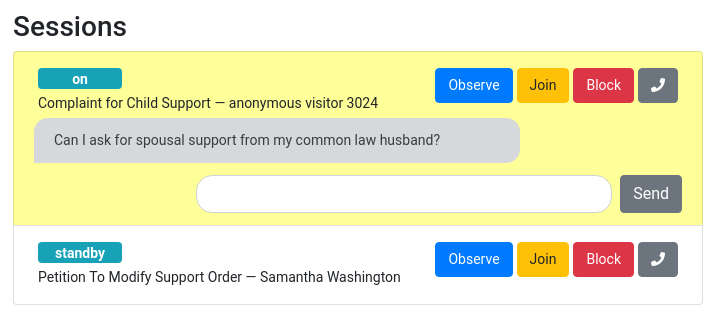 Sessions
on
Observe Join Block
Complaint for Child Support — anonymous visitor 3024
Can I ask for spousal support from my common law husband?
Send
standby
Observe Join Block
Petition To Modify Support Order — Samantha Washington